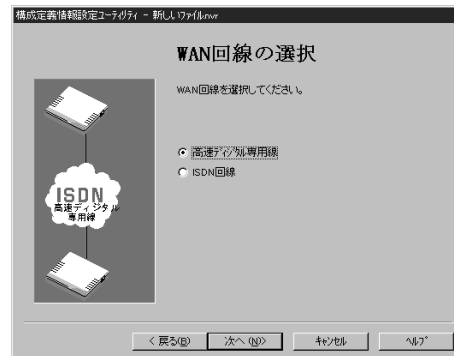 構成定義情報設定ユーティリティ - 新しいファイル.nvr
WAN回線の選択
WAN回線を選択してください。
高速ディジタル専用線
ISDN回線
ISDN
高速ディジタル
専用線
< 戻る(B)
次へ(N)>
キャンセル
ヘルプ